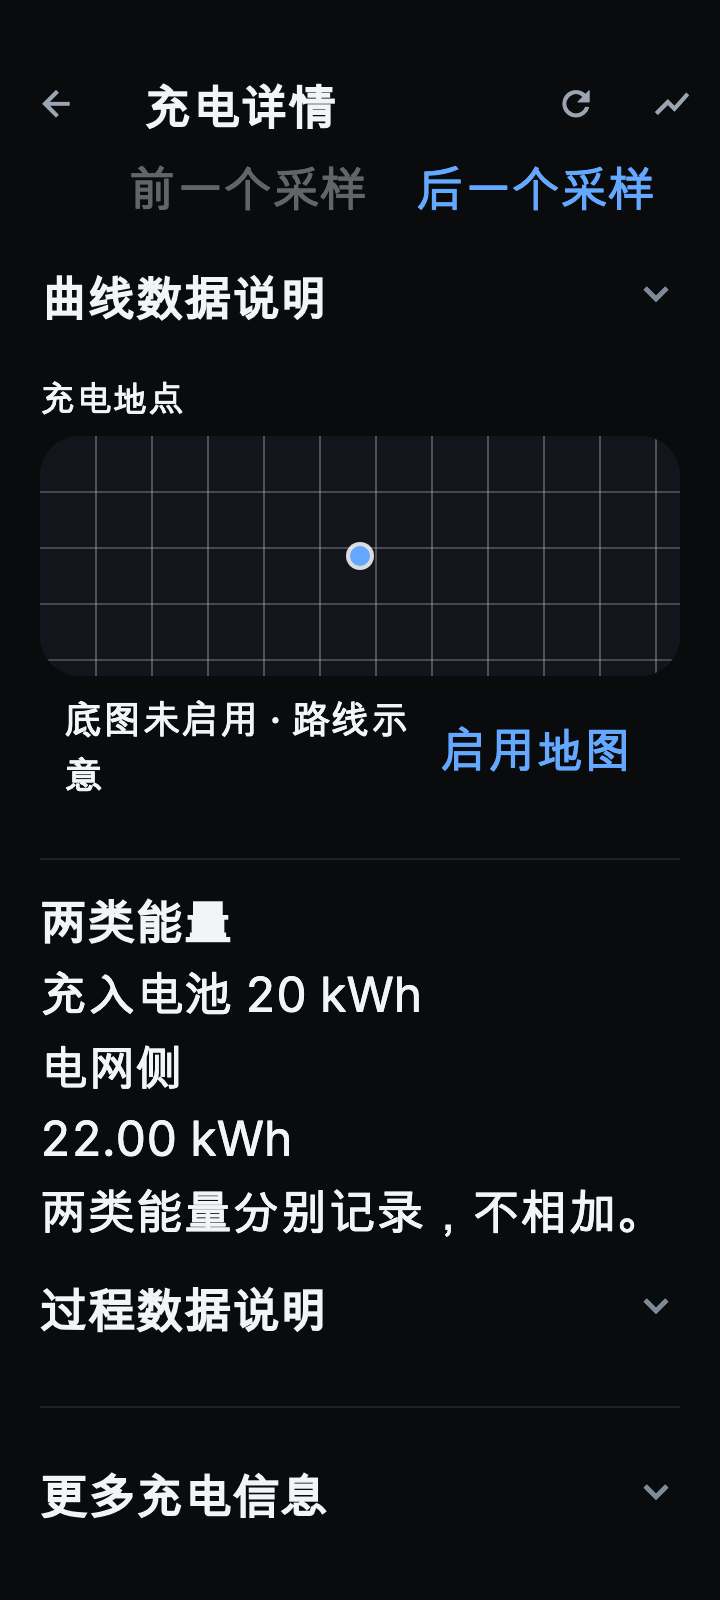 充电详情
前一个采样 后一个采样
曲线数据说明
充电地点
底图未启用 · 路线示
意
启用地图
两类能量
充入电池 20 kWh
电网侧
22.00 kWh
两类能量分别记录，不相加。
过程数据说明
更多充电信息